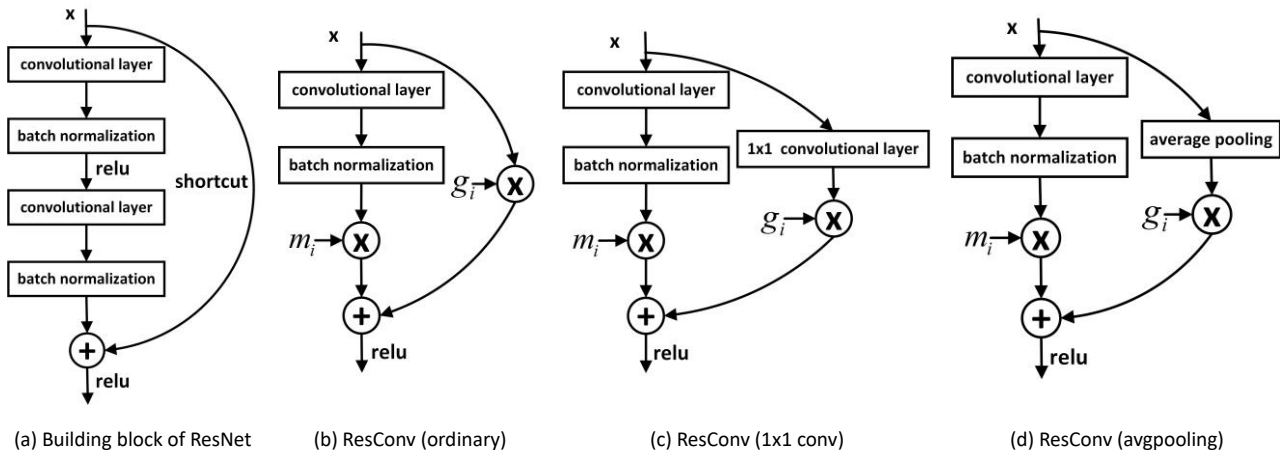 x
convolutional layer
batch normalization
relu
convolutional layer
batch normalization
shortcut
+
relu
(a) Building block of ResNet
x
convolutional layer
batch normalization
g_i
X
m_i
X
+
relu
(b) ResConv (ordinary)
x
convolutional layer
batch normalization
1x1 convolutional layer
g_i
X
m_i
X
+
relu
(c) ResConv (1x1 conv)
x
convolutional layer
batch normalization
average pooling
g_i
X
m_i
X
+
relu
(d) ResConv (avgpooling)